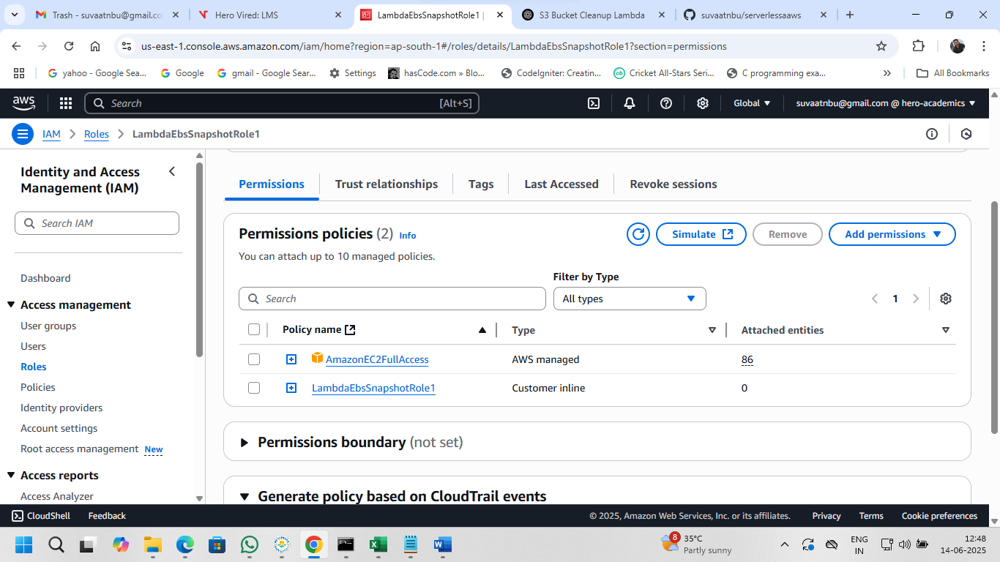 Trash - suvaatnbu@gmail.co
Hero Vired: LMS
LambdaEbsSnapshotRole1 |
S3 Bucket Cleanup Lambda
suvaatnbu/serverlessaaws
us-east-1.console.aws.amazon.com/iam/home?region=ap-south-1#/roles/details/LambdaEbsSnapshotRole1?section=permissions
yahoo - Google Sea...
Google
gmail - Google Sear...
Settings
hasCode.com » Blo...
CodeIgniter: Creatin...
Cricket All-Stars Seri...
C programming exa...
All Bookmarks
aws
Search
[Alt+S]
Global
suvaatnbu@gmail.com @ hero-academics
IAM
Roles
LambdaEbsSnapshotRole1
Identity and Access
Management (IAM)
Search IAM
Dashboard
Access management
User groups
Users
Roles
Policies
Identity providers
Account settings
Root access management New
Access reports
Access Analyzer
Permissions
Trust relationships
Tags
Last Accessed
Revoke sessions
Permissions policies (2) Info
You can attach up to 10 managed policies.
Simulate
Remove
Add permissions
Filter by Type
Search
All types
1
Policy name
Type
Attached entities
AmazonEC2FullAccess
AWS managed
86
LambdaEbsSnapshotRole1
Customer inline
0
Permissions boundary (not set)
Generate policy based on CloudTrail events
CloudShell
Feedback
© 2025, Amazon Web Services, Inc. or its affiliates.
Privacy
Terms
Cookie preferences
8
35°C
Partly sunny
ENG
IN
12:48
14-06-2025